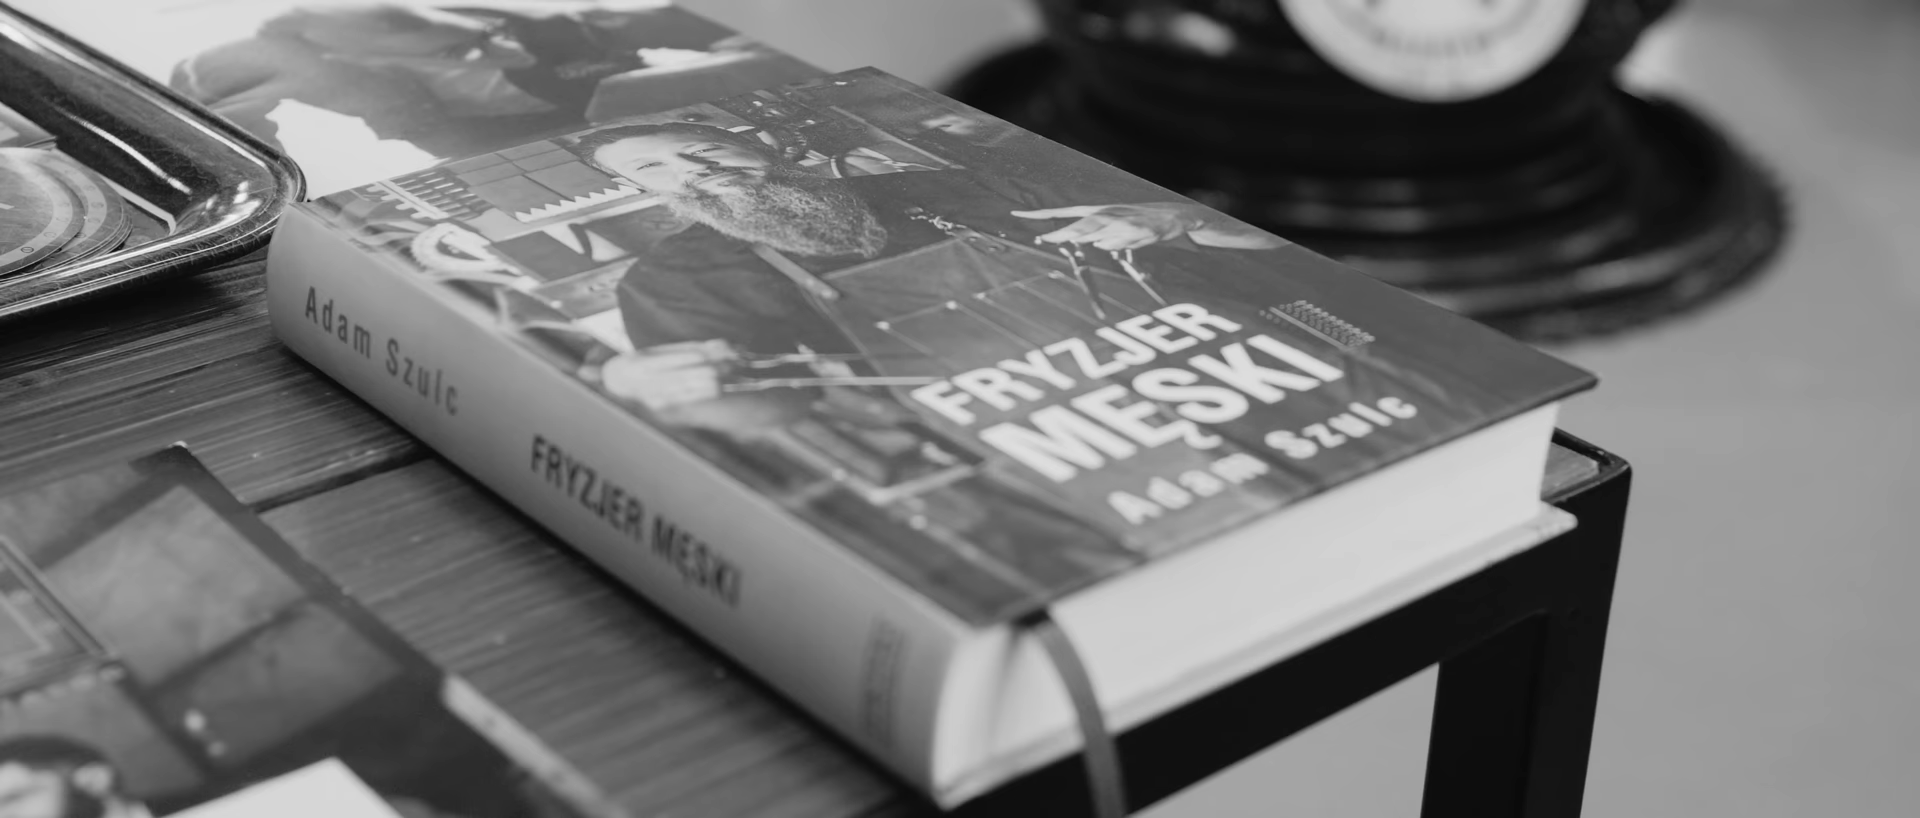 FRYZJER
MĘSKI
Adam Szulc
Adam Szulc
FRYZJER MĘSKI